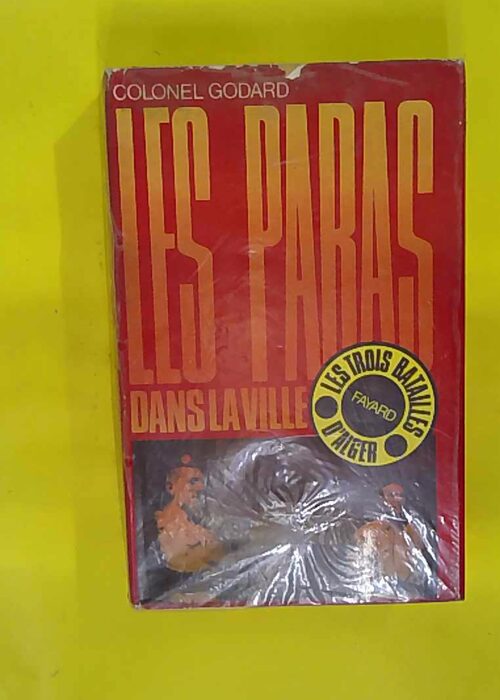 COLONEL GODARD
LES PARAS
DANS LA VILLE
LES TROIS BATAILLES
FAYARD
D'ALGER